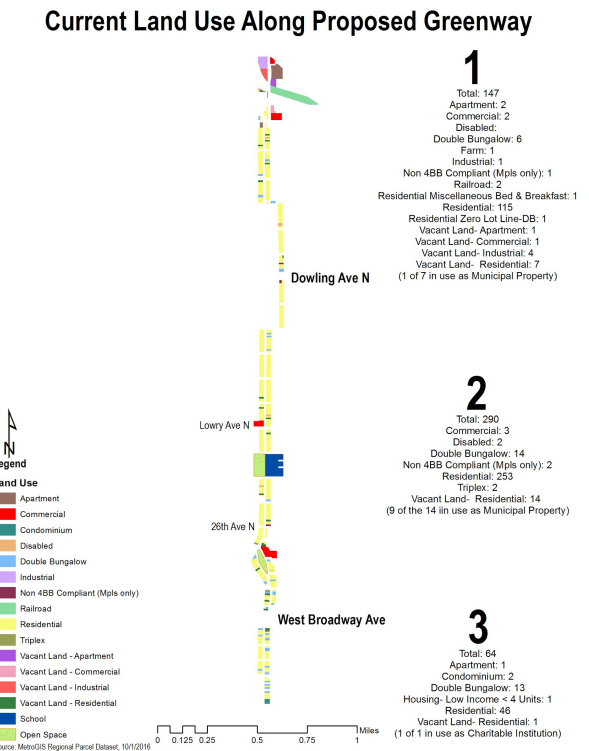 Current Land Use Along Proposed Greenway
1
Total: 147
Apartment: 2
Commercial: 2
Disabled:
Double Bungalow: 6
Farm: 1
Industrial: 1
Non 4BB Compliant (Mpls only): 1
Railroad: 2
Residential Miscellaneous Bed & Breakfast: 1
Residential: 115
Residential Zero Lot Line-DB: 1
Vacant Land- Apartment: 1
Vacant Land- Commercial: 1
Vacant Land- Industrial: 4
Vacant Land- Residential: 7
(1 of 7 in use as Municipal Property)
Dowling Ave N
2
Total: 290
Commercial: 3
Disabled: 2
Double Bungalow: 14
Non 4BB Compliant (Mpls only): 2
Residential: 253
Triplex: 2
Vacant Land- Residential: 14
(9 of the 14 iin use as Municipal Property)
Lowry Ave N
26th Ave N
West Broadway Ave
3
Total: 64
Apartment: 1
Condominium: 2
Double Bungalow: 13
Housing- Low Income < 4 Units: 1
Residential: 46
Vacant Land- Residential: 1
(1 of 1 in use as Charitable Institution)
N
egend
and Use
Apartment
Commercial
Condominium
Disabled
Double Bungalow
Industrial
Non 4BB Compliant (Mpls only)
Railroad
Residential
Triplex
Vacant Land - Apartment
Vacant Land - Commercial
Vacant Land - Industrial
Vacant Land - Residential
School
Open Space
ource: MetroGIS Regional Parcel Dataset, 10/1/2016
0 0.125 0.25 0.5 0.75 1 Miles